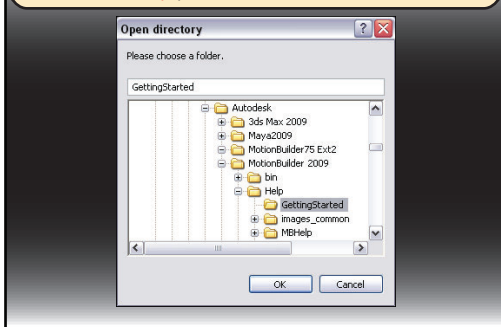 Open directory
Please choose a folder.
GettingStarted
Autodesk
3ds Max 2009
Maya2009
MotionBuilder75 Ext2
MotionBuilder 2009
bin
Help
GettingStarted
images_common
MBHelp
OK Cancel